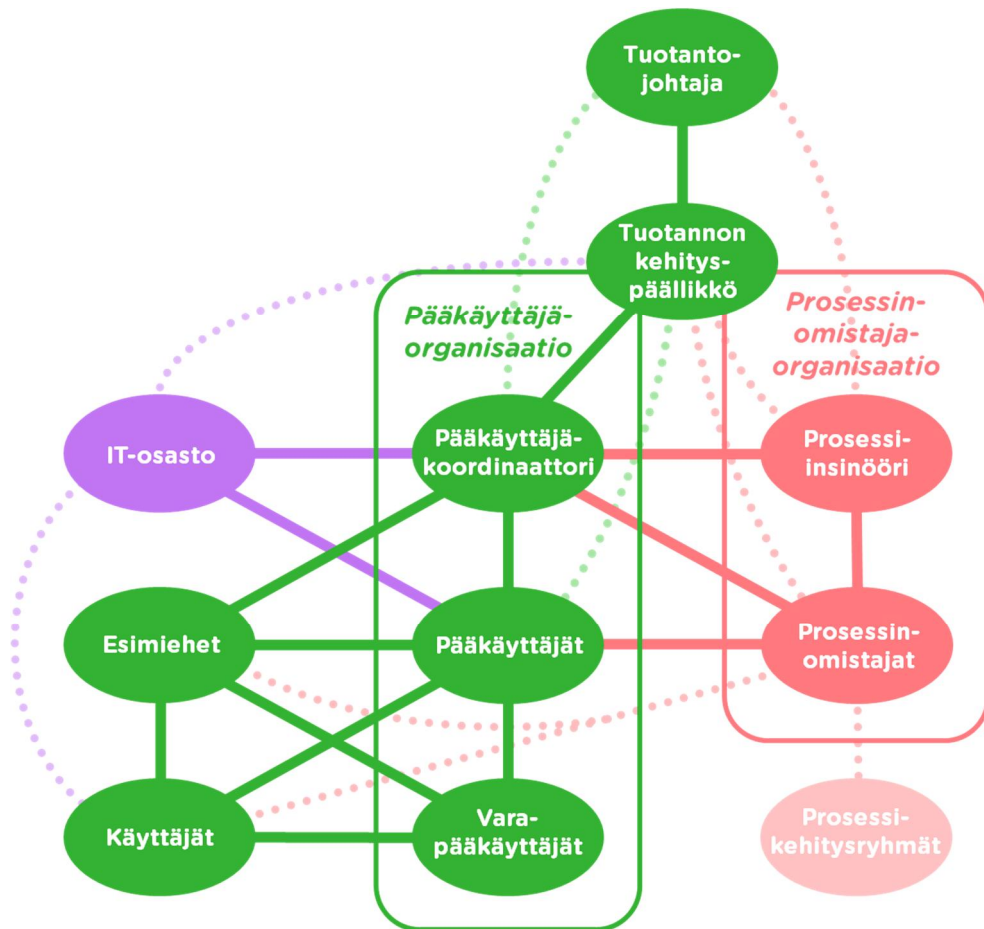 Tuotanto-
johtaja
Tuotannon
kehitys-
päällikkö
Pääkäyttäjä-
organisaatio
Prosessin-
omistaja-
organisaatio
IT-osasto
Pääkäyttäjä-
koordinaattori
Prosessi-
insinööri
Esimiehet
Pääkäyttäjät
Prosessin-
omistajat
Käyttäjät
Vara-
pääkäyttäjät
Prosessi-
kehitysryhmät